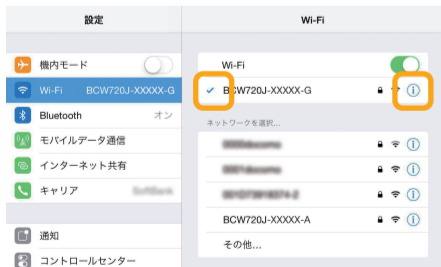 設定
機内モード
Wi-Fi BCW720J-XXXXX-G
Bluetooth オン
モバイルデータ通信
インターネット共有
キャリア
通知
コントロールセンター
Wi-Fi
Wi-Fi
BCW720J-XXXXX-G
ネットワークを選択...
BCW720J-XXXXX-A
その他...